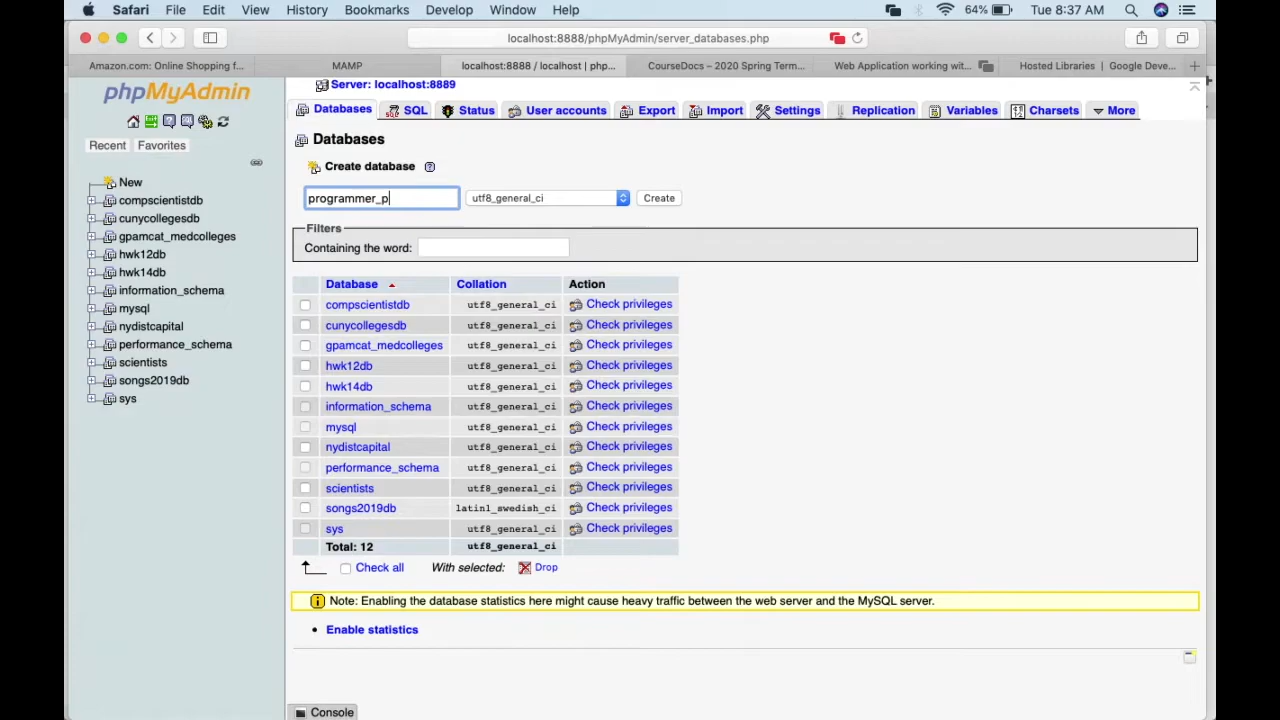 Safari File Edit View History Bookmarks Develop Window Help 64% Tue 8:37 AM
localhost:8888/phpMyAdmin/server_databases.php
Amazon.com: Online Shopping f... MAMP localhost:8888 / localhost | php... CourseDocs – 2020 Spring Term... Web Application working wit... Hosted Libraries | Google Deve...
phpMyAdmin
Recent Favorites
New
compscientistdb
cunycollegesdb
gpamcat_medcolleges
hwk12db
hwk14db
information_schema
mysql
nydistcapital
performance_schema
scientists
songs2019db
sys
Server: localhost:8889
Databases SQL Status User accounts Export Import Settings Replication Variables Charsets More
Databases
Create database
programmer_p utf8_general_ci Create
Filters
Containing the word:
Database Collation Action
compscientistdb utf8_general_ci Check privileges
cunycollegesdb utf8_general_ci Check privileges
gpamcat_medcolleges utf8_general_ci Check privileges
hwk12db utf8_general_ci Check privileges
hwk14db utf8_general_ci Check privileges
information_schema utf8_general_ci Check privileges
mysql utf8_general_ci Check privileges
nydistcapital utf8_general_ci Check privileges
performance_schema utf8_general_ci Check privileges
scientists utf8_general_ci Check privileges
songs2019db latin1_swedish_ci Check privileges
sys utf8_general_ci Check privileges
Total: 12 utf8_general_ci
Check all With selected: Drop
Note: Enabling the database statistics here might cause heavy traffic between the web server and the MySQL server.
Enable statistics
Console